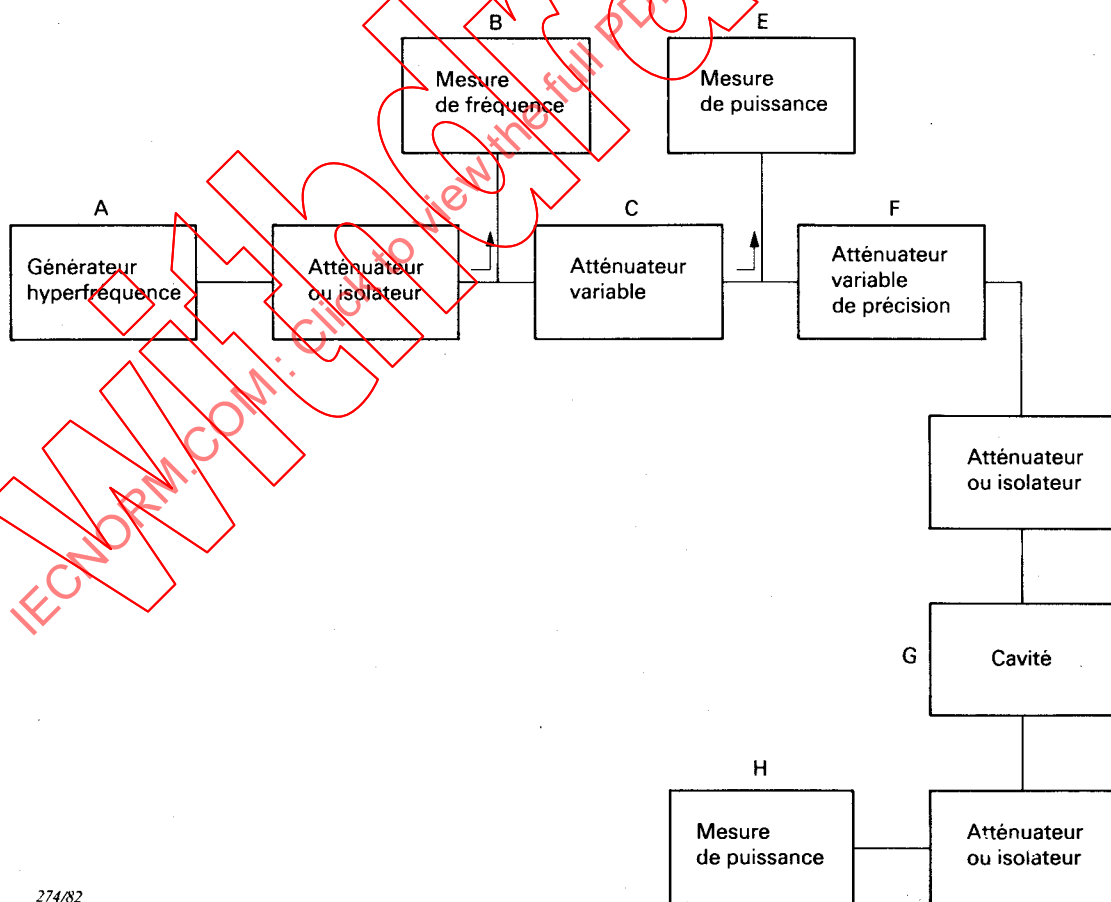 B
E
Mesure
de fréquence
Mesure
de puissance
A
C
F
Générateur
hyperfréquence
Atténuateur
ou isolateur
Atténuateur
variable
Atténuateur
variable
de précision
Atténuateur
ou isolateur
G
Cavité
H
Mesure
de puissance
Atténuateur
ou isolateur
274/82
IECNORM.COM : Click to view the full PDF